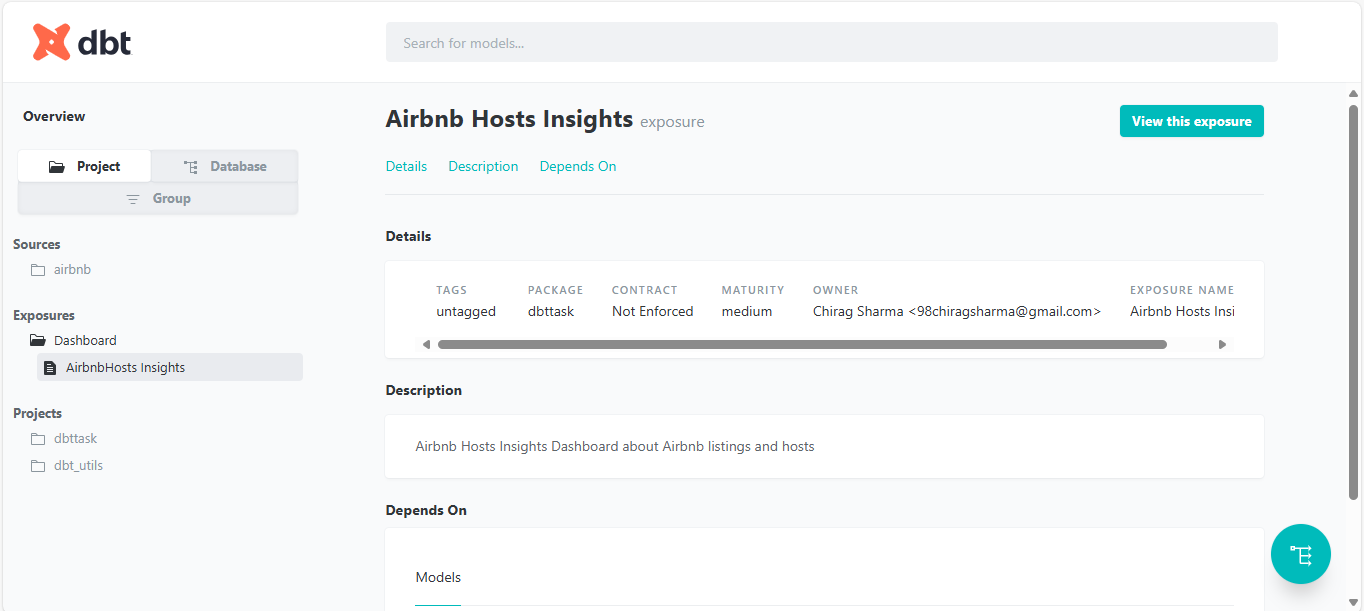 dbt
Search for models...
Overview
Project
Database
Group
Sources
airbnb
Exposures
Dashboard
AirbnbHosts Insights
Projects
dbttask
dbt_utils
Airbnb Hosts Insights exposure
View this exposure
Details Description Depends On
Details
TAGS PACKAGE CONTRACT MATURITY OWNER EXPOSURE NAME
untagged dbttask Not Enforced medium Chirag Sharma <98chiragsharma@gmail.com> Airbnb Hosts Insi
Description
Airbnb Hosts Insights Dashboard about Airbnb listings and hosts
Depends On
Models